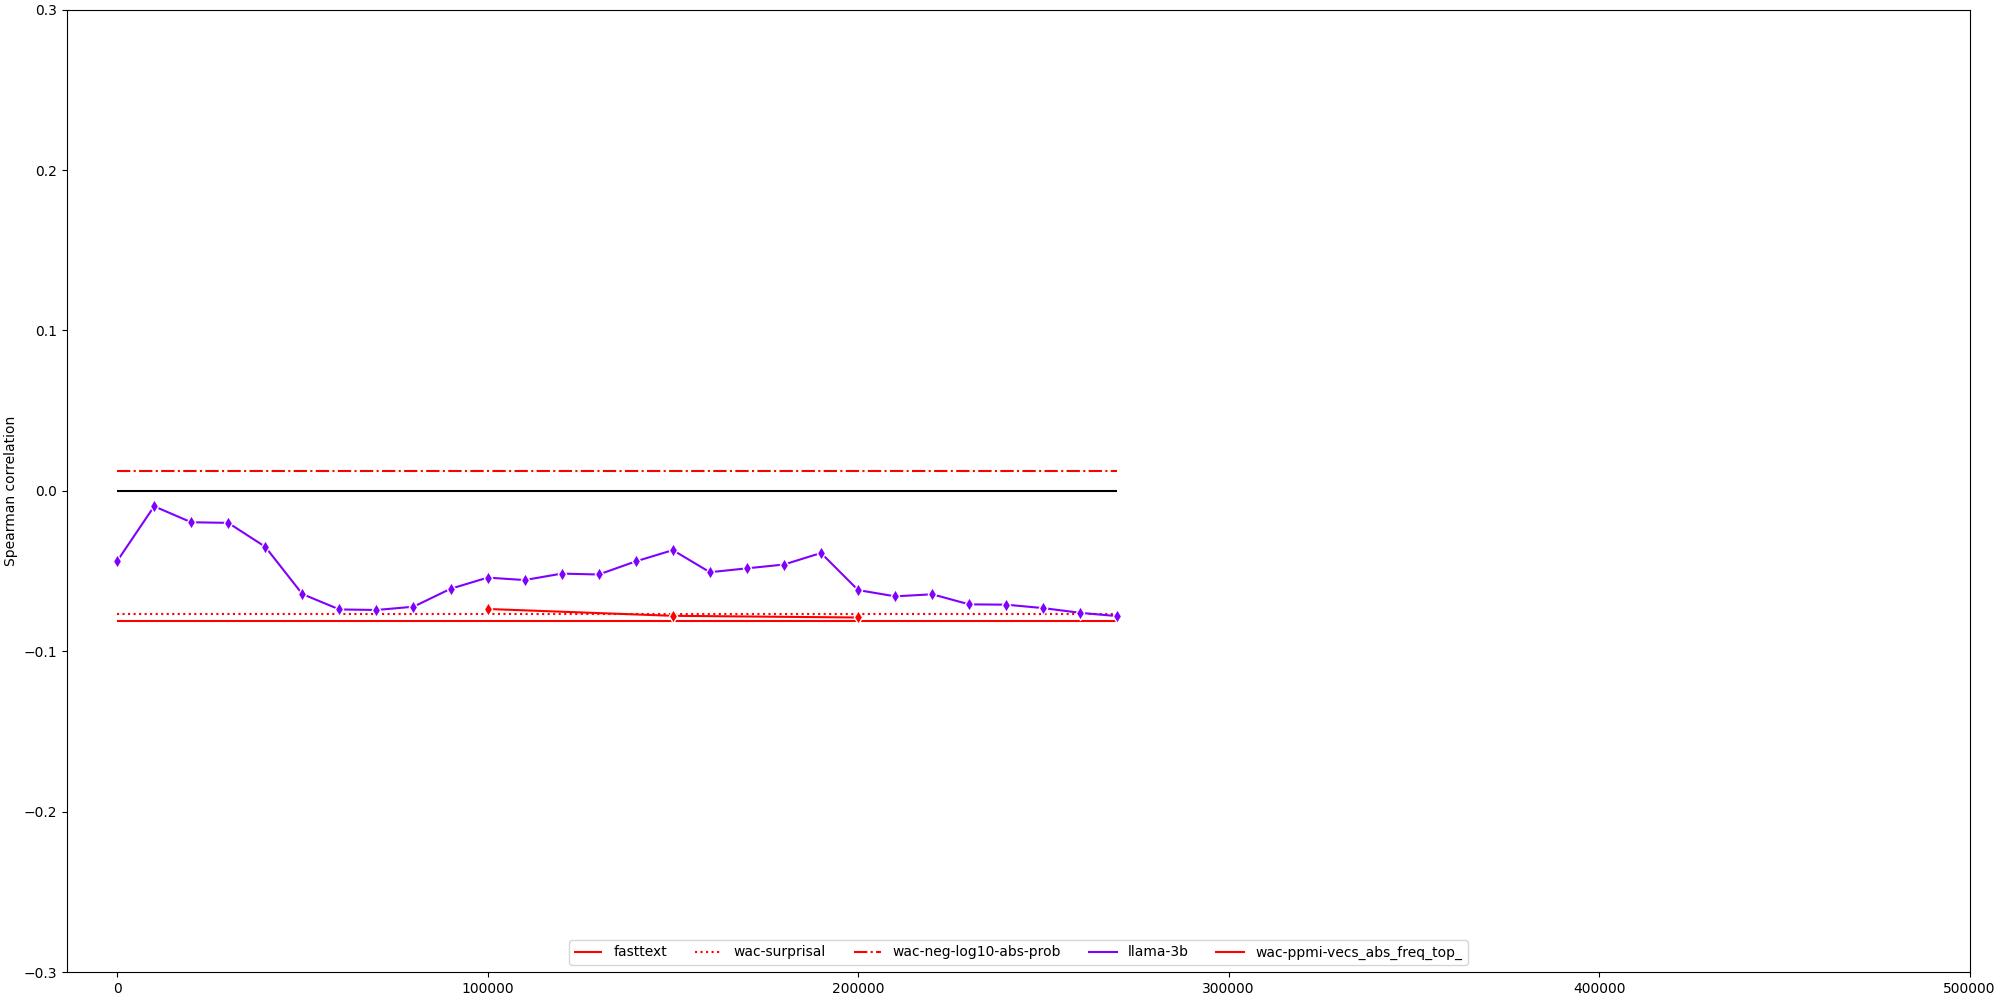 0.3
0.2
0.1
0.0
−0.1
−0.2
−0.3
Spearman correlation
fasttext wac-surprisal wac-neg-log10-abs-prob llama-3b wac-ppmi-vecs_abs_freq_top_
0 100000 200000 300000 400000 500000